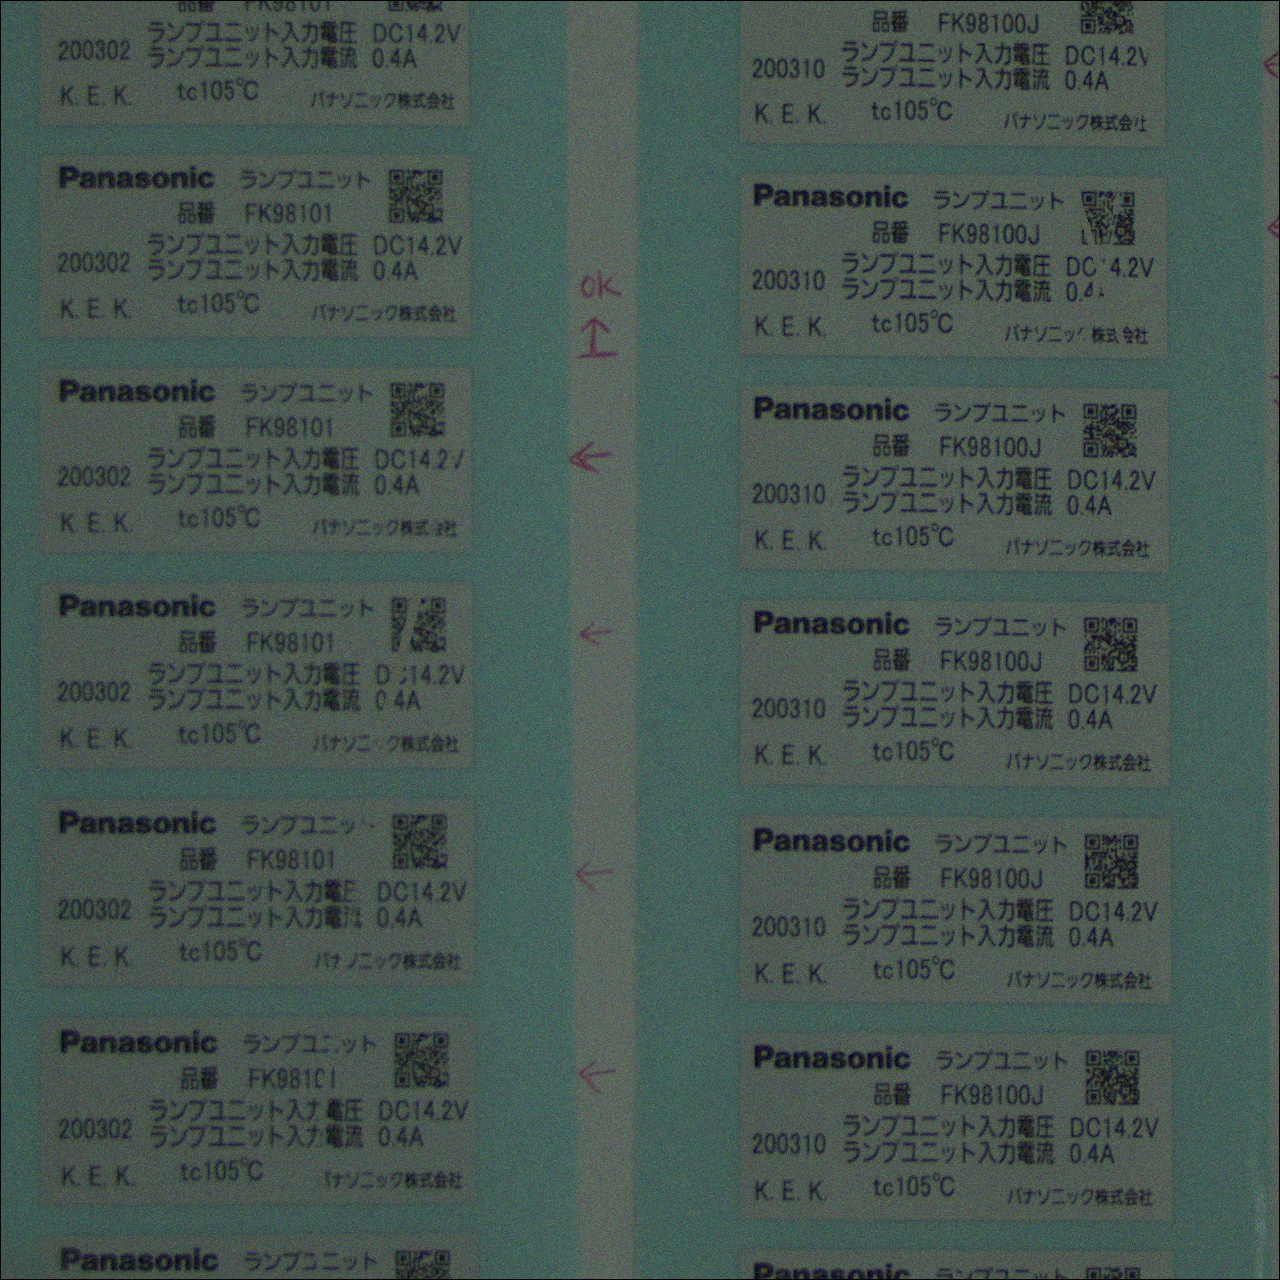 FK98101
ランプユニット入力電圧 DC14.2V
200302
ランプユニット入力電流 0.4A
K. E. K. tc105℃ パナソニック株式会社
Panasonic ランプユニット
品番 FK98101
ランプユニット入力電圧 DC14.2V
200302
ランプユニット入力電流 0.4A
K. E. K. tc105℃ パナソニック株式会社
Panasonic ランプユニット
品番 FK98101
ランプユニット入力電圧 DC14.2
200302
ランプユニット入力電流 0.4A
K. E. K. tc105℃ パナソニック株式会社
Panasonic ランプユニット
品番 FK98101
ランプユニット入力電圧 D 14.2V
200302
ランプユニット入力電流 0 4A
K. E. K. tc105℃ パナソニック株式会社
Panasonic ランプユニッ
品番 FK98101
ランプユニット入力電圧 DC14.2V
200302
ランプユニット入力電流 0.4A
K. E. K. tc105℃ パナソニック株式会社
Panasonic ランプユニット
品番 FK98101
ランプユニット入力電圧 DC14.2V
200302
ランプユニット入力電流 0.4A
K. E. K. tc105℃ パナソニック株式会社
Panasonic ランプユニット
OK
品番 FK98100J
ランプユニット入力電圧 DC14.2V
200310
ランプユニット入力電流 0.4A
K. E. K. tc105℃ パナソニック株式会社
Panasonic ランプユニット
品番 FK98100J
ランプユニット入力電圧 DC 4.2V
200310
ランプユニット入力電流 0.4
K. E. K. tc105℃ パナソニック株式会社
Panasonic ランプユニット
品番 FK98100J
ランプユニット入力電圧 DC14.2V
200310
ランプユニット入力電流 0.4A
K. E. K. tc105℃ パナソニック株式会社
Panasonic ランプユニット
品番 FK98100J
ランプユニット入力電圧 DC14.2V
200310
ランプユニット入力電流 0.4A
K. E. K. tc105℃ パナソニック株式会社
Panasonic ランプユニット
品番 FK98100J
ランプユニット入力電圧 DC14.2V
200310
ランプユニット入力電流 0.4A
K. E. K. tc105℃ パナソニック株式会社
Panasonic ランプユニット
品番 FK98100J
ランプユニット入力電圧 DC14.2V
200310
ランプユニット入力電流 0.4A
K. E. K. tc105℃ パナソニック株式会社
Panasonic ランプユニット